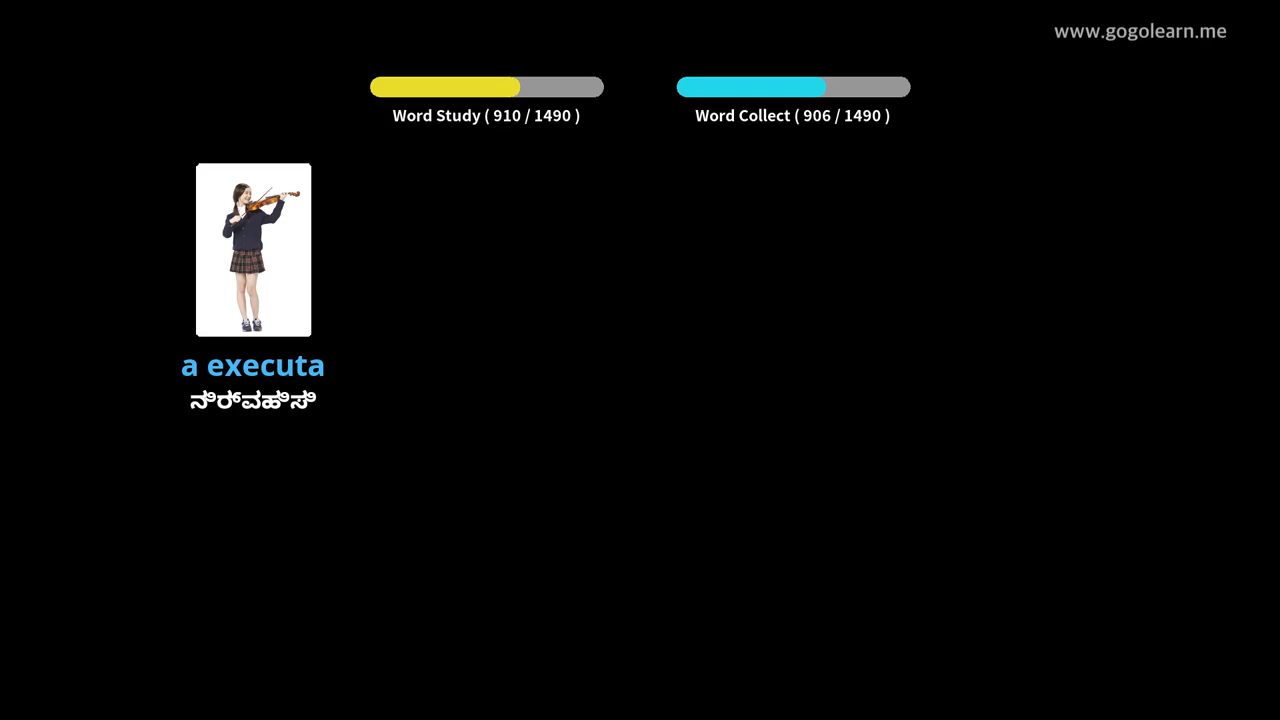 www.gogolearn.me
Word Study ( 910 / 1490 )
Word Collect ( 906 / 1490 )
a executa
ನಿರ್ವಹಿಸಿ